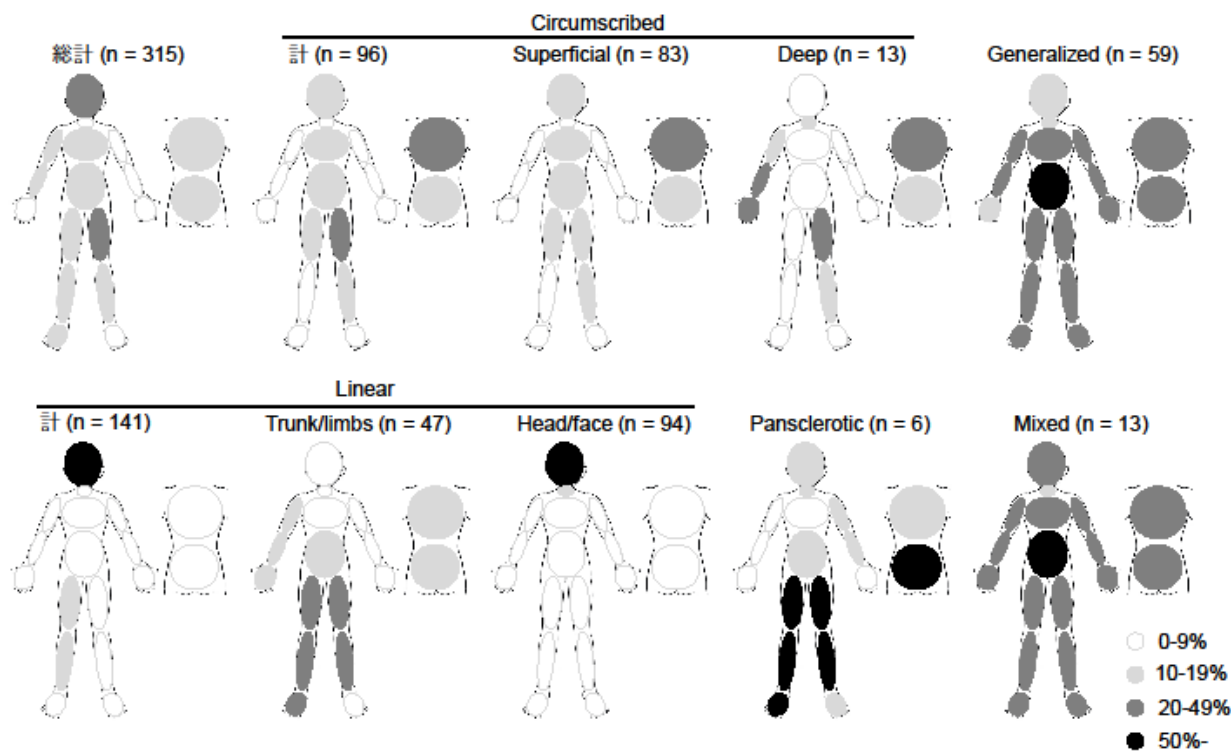 Circumscribed
総計 (n = 315)
計 (n = 96)
Superficial (n = 83)
Deep (n = 13)
Generalized (n = 59)
Linear
計 (n = 141)
Trunk/limbs (n = 47)
Head/face (n = 94)
Pansclerotic (n = 6)
Mixed (n = 13)
0-9%
10-19%
20-49%
50%-